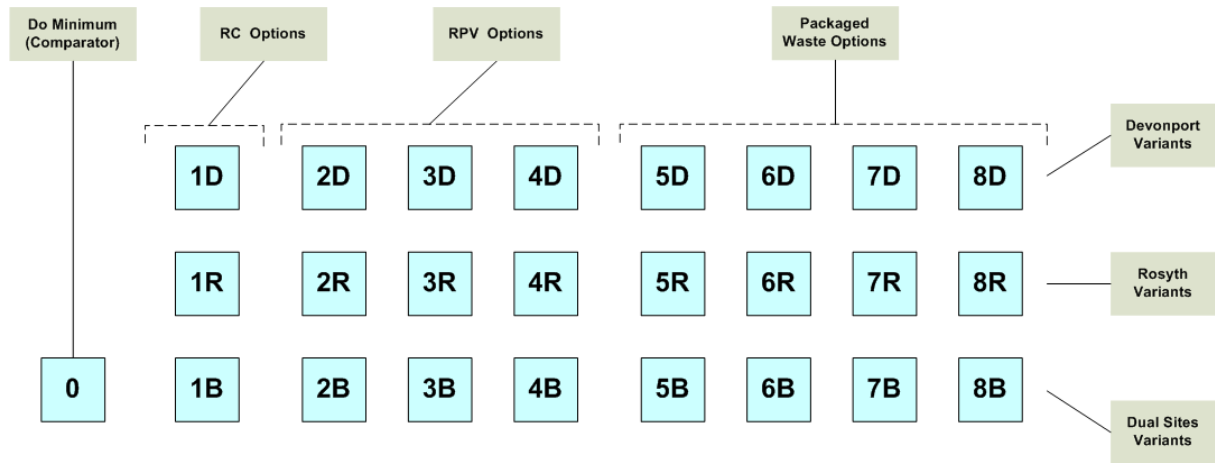 Do Minimum
(Comparator)
RC Options
RPV Options
Packaged
Waste Options
Devonport
Variants
1D 2D 3D 4D 5D 6D 7D 8D
1R 2R 3R 4R 5R 6R 7R 8R
Rosyth
Variants
0 1B 2B 3B 4B 5B 6B 7B 8B
Dual Sites
Variants